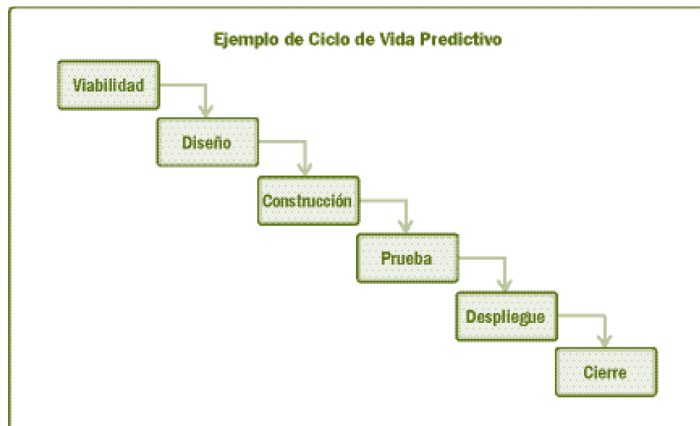 Ejemplo de Ciclo de Vida Predictivo
Viabilidad
Diseño
Construcción
Prueba
Despliegue
Cierre